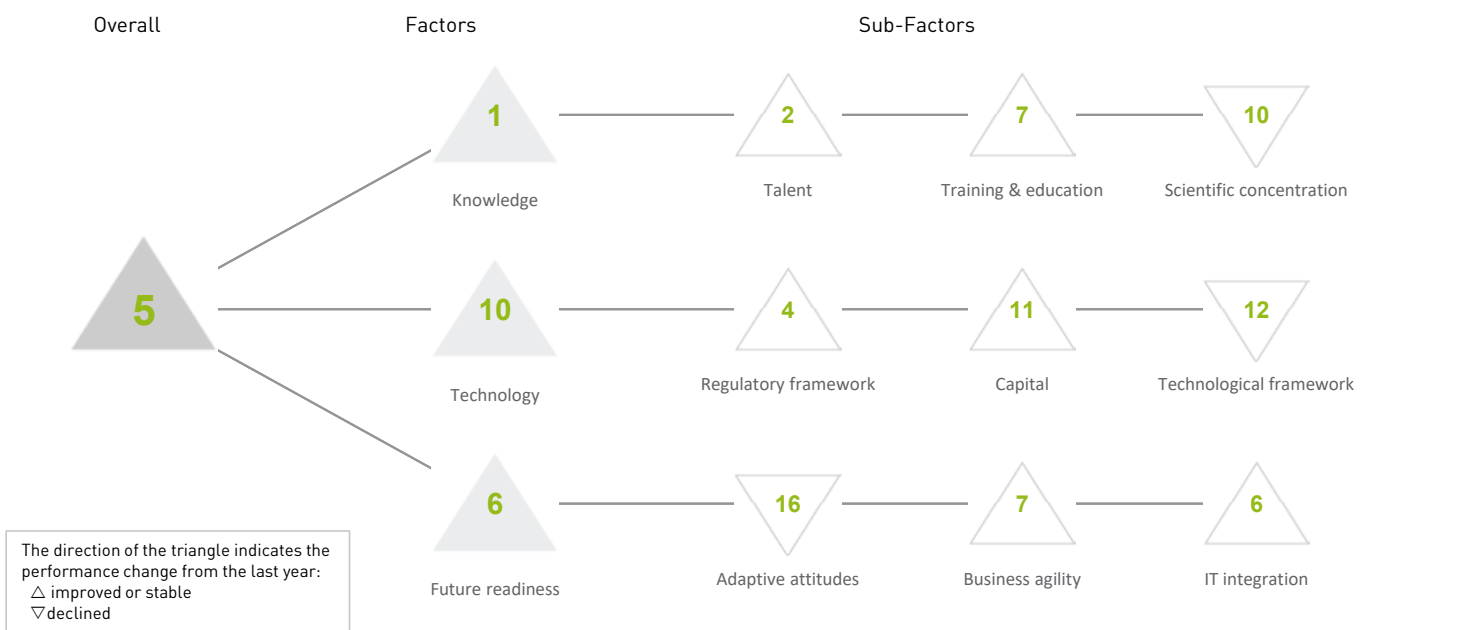 Overall
Factors
Sub-Factors
1
2
7
10
Knowledge
Talent
Training & education
Scientific concentration
5
10
4
11
12
Technology
Regulatory framework
Capital
Technological framework
6
16
7
6
Future readiness
Adaptive attitudes
Business agility
IT integration
The direction of the triangle indicates the
performance change from the last year:
△ improved or stable
▽ declined